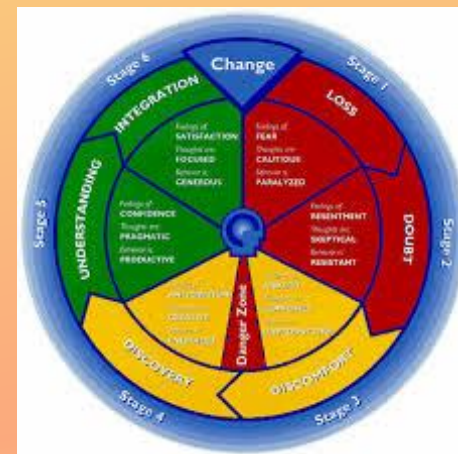 Change
Stage 1
LOSS
Feelings of:
FEAR
Thoughts are:
CAUTIOUS
Behavior is:
PARALYZED
Stage 2
DOUBT
Feelings of:
RESENTMENT
Thoughts are:
SKEPTICAL
Behavior is:
RESISTANT
Stage 3
DISCOMFORT
Danger Zone
Stage 4
DISCOVERY
Stage 5
UNDERSTANDING
Feelings of:
CONFIDENCE
Thoughts are:
PRAGMATIC
Behavior is:
PRODUCTIVE
Stage 6
INTEGRATION
Feelings of:
SATISFACTION
Thoughts are:
FOCUSED
Behavior is:
GENEROUS